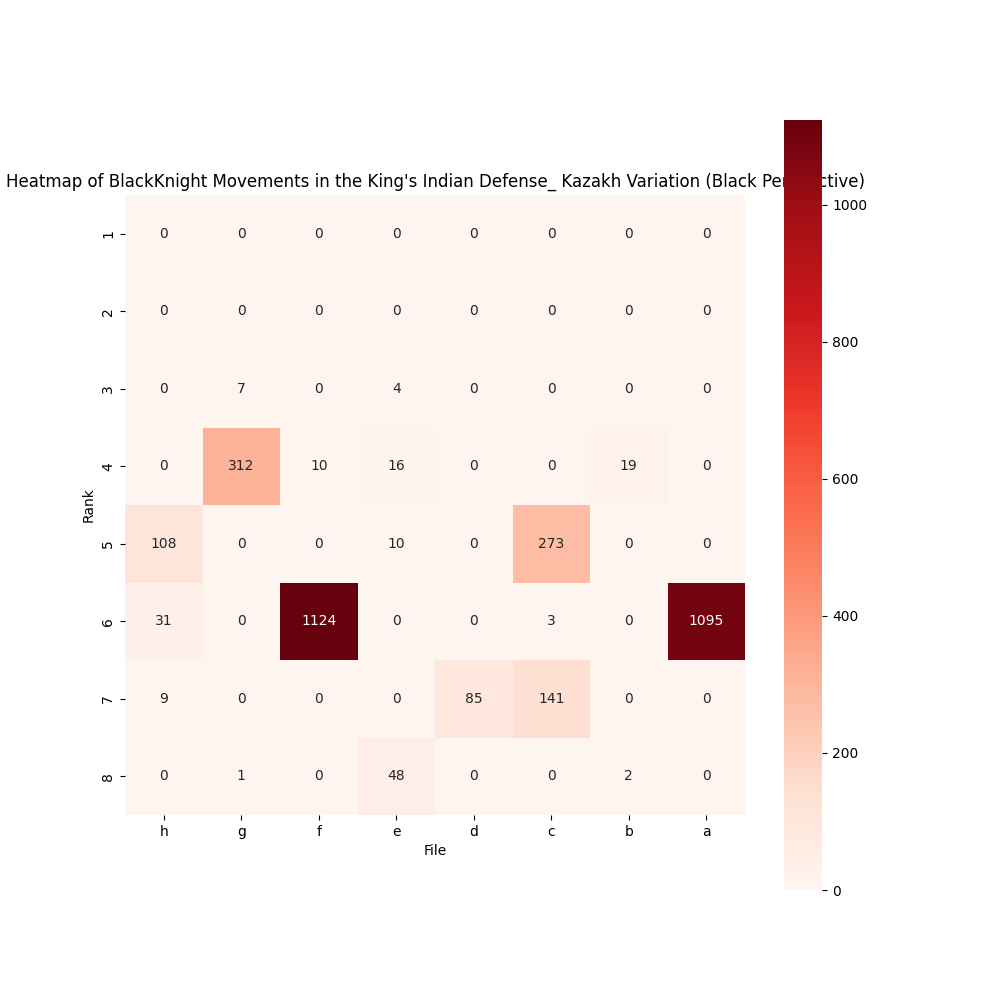 Heatmap of BlackKnight Movements in the King's Indian Defense_ Kazakh Variation (Black Pe ctive)
1000
1 0 0 0 0 0 0 0 0
2 0 0 0 0 0 0 0 0
800
3 0 7 0 4 0 0 0 0
600
4 0 312 10 16 0 0 19 0
Rank
5 108 0 0 10 0 273 0 0
400
6 31 0 1124 0 0 3 0 1095
7 9 0 0 0 85 141 0 0
200
8 0 1 0 48 0 0 2 0
h g f e d c b a
File
0